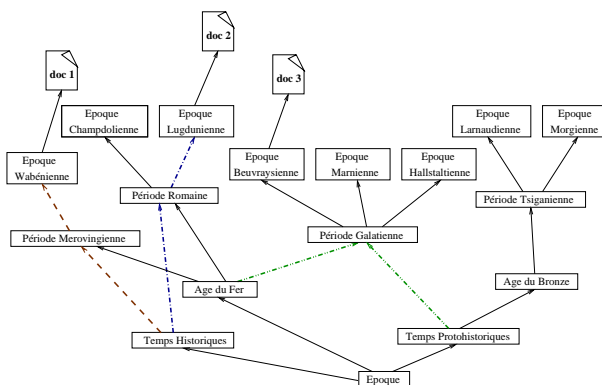 doc 2
doc 1
doc 3
Epoque
Champdolienne
Epoque
Lugdunienne
Epoque
Larnaudienne
Epoque
Morgienne
Epoque
Wabénienne
Epoque
Beuvraysienne
Epoque
Marnienne
Epoque
Hallstaltienne
Période Romaine
Période Tsiganienne
Période Merovingienne
Période Galatienne
Age du Fer
Age du Bronze
Temps Historiques
Temps Protohistoriques
Epoque